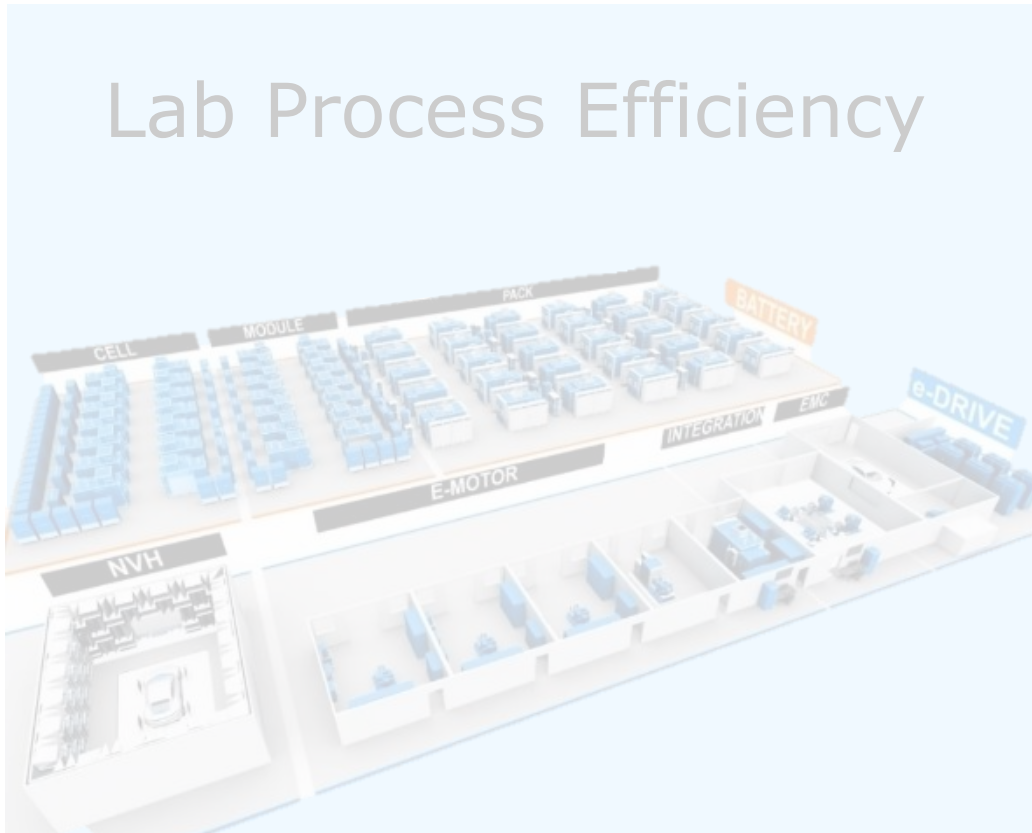 Lab Process Efficiency
PACK
MODULE
CELL
BATTERY
e-DRIVE
EMC
INTEGRATION
E-MOTOR
NVH